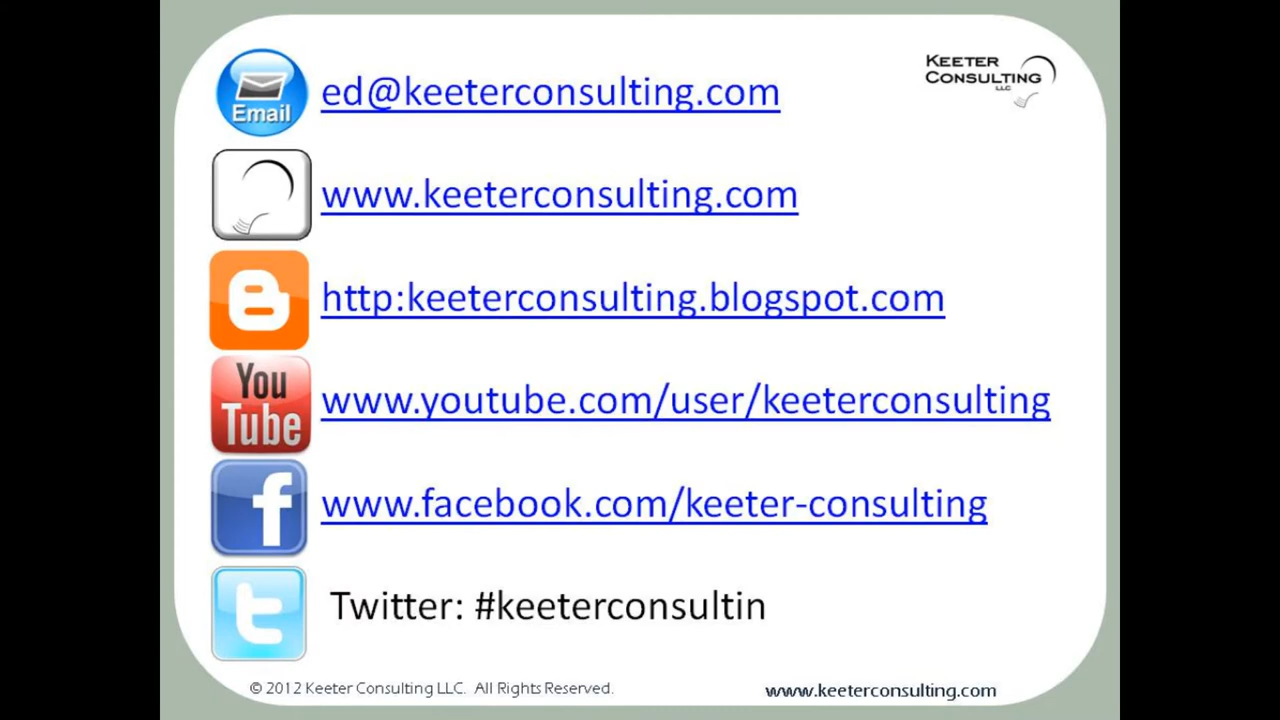 Email
ed@keeterconsulting.com
KEETER
CONSULTING
LLC
www.keeterconsulting.com
http:keeterconsulting.blogspot.com
You
Tube
www.youtube.com/user/keeterconsulting
f
www.facebook.com/keeter-consulting
t
Twitter: #keeterconsultin
© 2012 Keeter Consulting LLC. All Rights Reserved.
www.keeterconsulting.com